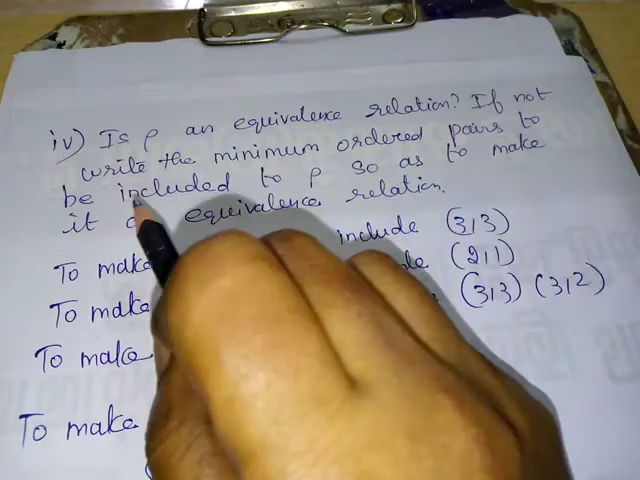 iv) Is ρ an equivalence relation? If not
write the minimum ordered pairs to
be included to ρ so as to make
it equivalence relation.
To make include (3,3)
To make (2,1)
To make (3,3) (3,2)
To make